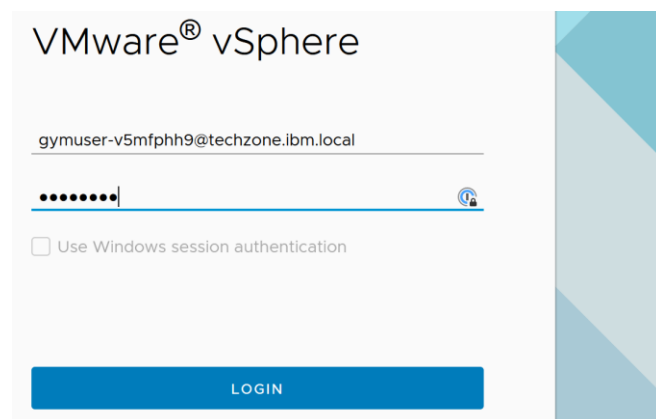 VMware® vSphere
gymuser-v5mfphh9@techzone.ibm.local
••••••••
Use Windows session authentication
LOGIN